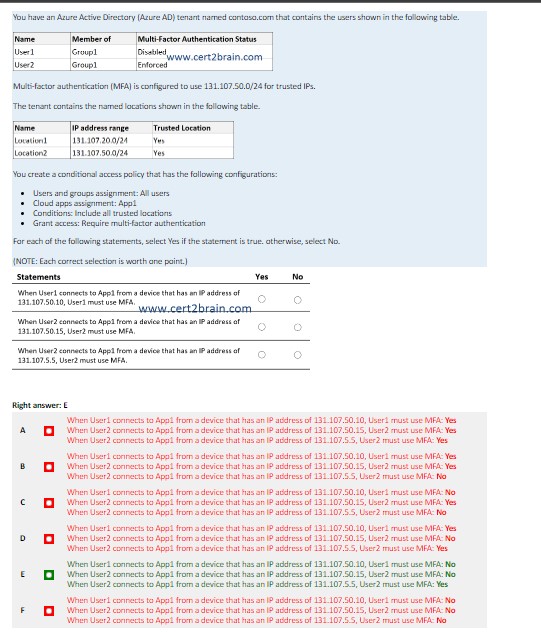 You have an Azure Active Directory (Azure AD) tenant named contoso.com that contains the users shown in the following table.
Name Member of Multi-Factor Authentication Status
User1 Group1 Disabled
www.cert2brain.com
User2 Group1 Enforced
Multi-factor authentication (MFA) is configured to use 131.107.50.0/24 for trusted IPs.
The tenant contains the named locations shown in the following table.
Name IP address range Trusted Location
Location1 131.107.20.0/24 Yes
Location2 131.107.50.0/24 Yes
You create a conditional access policy that has the following configurations:
• Users and groups assignment: All users
• Cloud apps assignment: App1
• Conditions: Include all trusted locations
• Grant access: Require multi-factor authentication
For each of the following statements, select Yes if the statement is true. otherwise, select No.
(NOTE: Each correct selection is worth one point.)
Statements Yes No
When User1 connects to App1 from a device that has an IP address of
131.107.50.10, User1 must use MFA.
www.cert2brain.com
When User2 connects to App1 from a device that has an IP address of
131.107.50.15, User2 must use MFA.
When User2 connects to App1 from a device that has an IP address of
131.107.5.5, User2 must use MFA.
Right answer: E
When User1 connects to App1 from a device that has an IP address of 131.107.50.10, User1 must use MFA: Yes
A When User2 connects to App1 from a device that has an IP address of 131.107.50.15, User2 must use MFA: Yes
When User2 connects to App1 from a device that has an IP address of 131.107.5.5, User2 must use MFA: Yes
When User1 connects to App1 from a device that has an IP address of 131.107.50.10, User1 must use MFA: Yes
B When User2 connects to App1 from a device that has an IP address of 131.107.50.15, User2 must use MFA: Yes
When User2 connects to App1 from a device that has an IP address of 131.107.5.5, User2 must use MFA: No
When User1 connects to App1 from a device that has an IP address of 131.107.50.10, User1 must use MFA: No
C When User2 connects to App1 from a device that has an IP address of 131.107.50.15, User2 must use MFA: Yes
When User2 connects to App1 from a device that has an IP address of 131.107.5.5, User2 must use MFA: No
When User1 connects to App1 from a device that has an IP address of 131.107.50.10, User1 must use MFA: Yes
D When User2 connects to App1 from a device that has an IP address of 131.107.50.15, User2 must use MFA: No
When User2 connects to App1 from a device that has an IP address of 131.107.5.5, User2 must use MFA: Yes
When User1 connects to App1 from a device that has an IP address of 131.107.50.10, User1 must use MFA: No
E When User2 connects to App1 from a device that has an IP address of 131.107.50.15, User2 must use MFA: No
When User2 connects to App1 from a device that has an IP address of 131.107.5.5, User2 must use MFA: Yes
When User1 connects to App1 from a device that has an IP address of 131.107.50.10, User1 must use MFA: No
F When User2 connects to App1 from a device that has an IP address of 131.107.50.15, User2 must use MFA: No
When User2 connects to App1 from a device that has an IP address of 131.107.5.5, User2 must use MFA: No